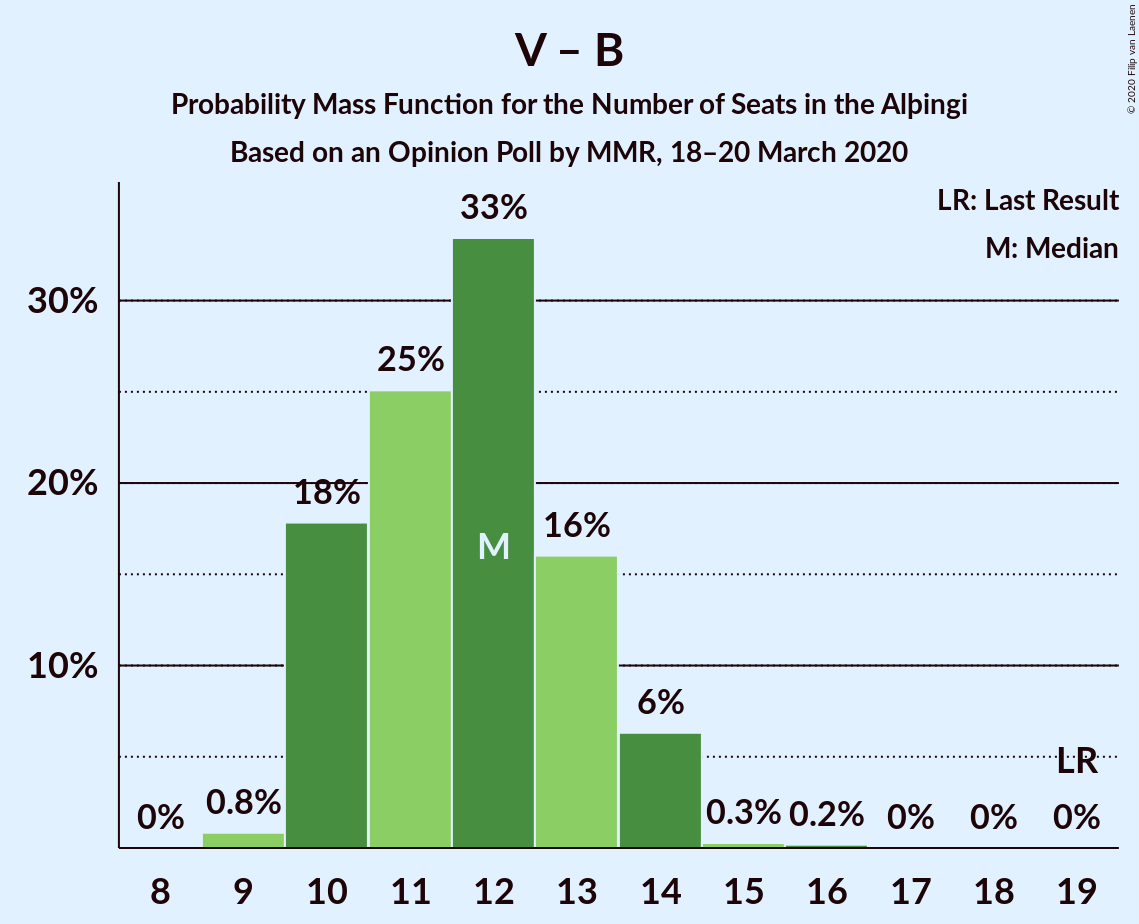 V – B
Probability Mass Function for the Number of Seats in the Alþingi
Based on an Opinion Poll by MMR, 18–20 March 2020
© 2020 Filip van Laenen
LR: Last Result
M: Median
30%
20%
10%
0%
0.8%
18%
25%
33%
M
16%
6%
0.3%
0.2%
0%
0%
LR
0%
8 9 10 11 12 13 14 15 16 17 18 19